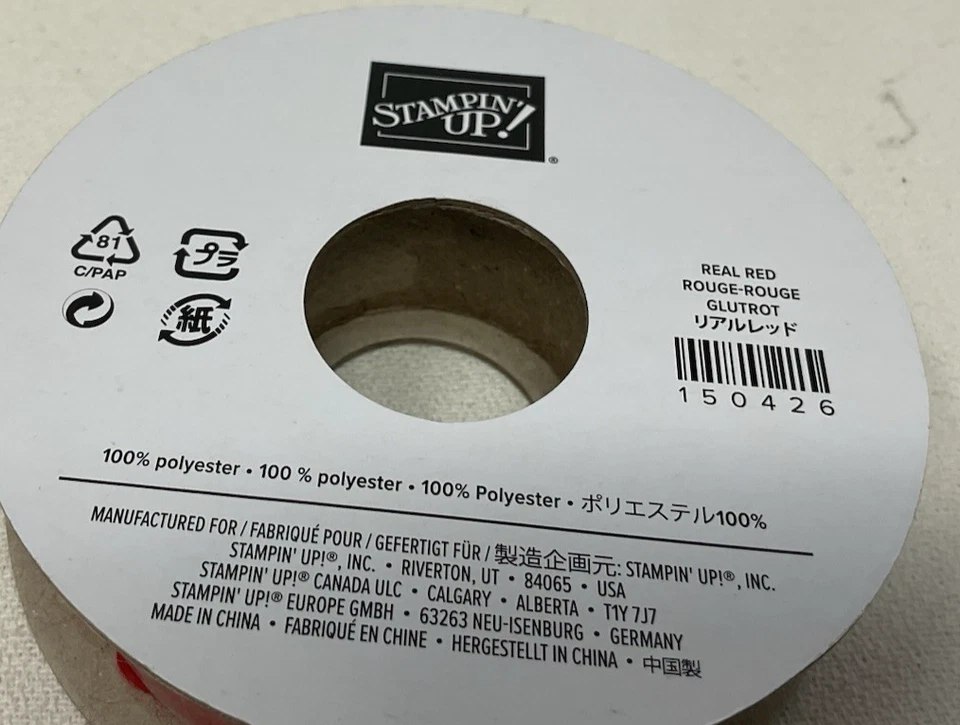 STAMPIN' UP!®
81
C/PAP
プラ
紙
REAL RED
ROUGE-ROUGE
GLUTROT
リアルレッド
150426
100% polyester • 100 % polyester • 100% Polyester • ポリエステル100%
MANUFACTURED FOR / FABRIQUÉ POUR / GEFERTIGT FÜR / 製造企画元: STAMPIN' UP!®, INC.
STAMPIN' UP!®, INC. • RIVERTON, UT • 84065 • USA
STAMPIN' UP!® CANADA ULC • CALGARY • ALBERTA • T1Y 7J7
STAMPIN' UP!® EUROPE GMBH • 63263 NEU-ISENBURG • GERMANY
MADE IN CHINA • FABRIQUÉ EN CHINE • HERGESTELLT IN CHINA • 中国製